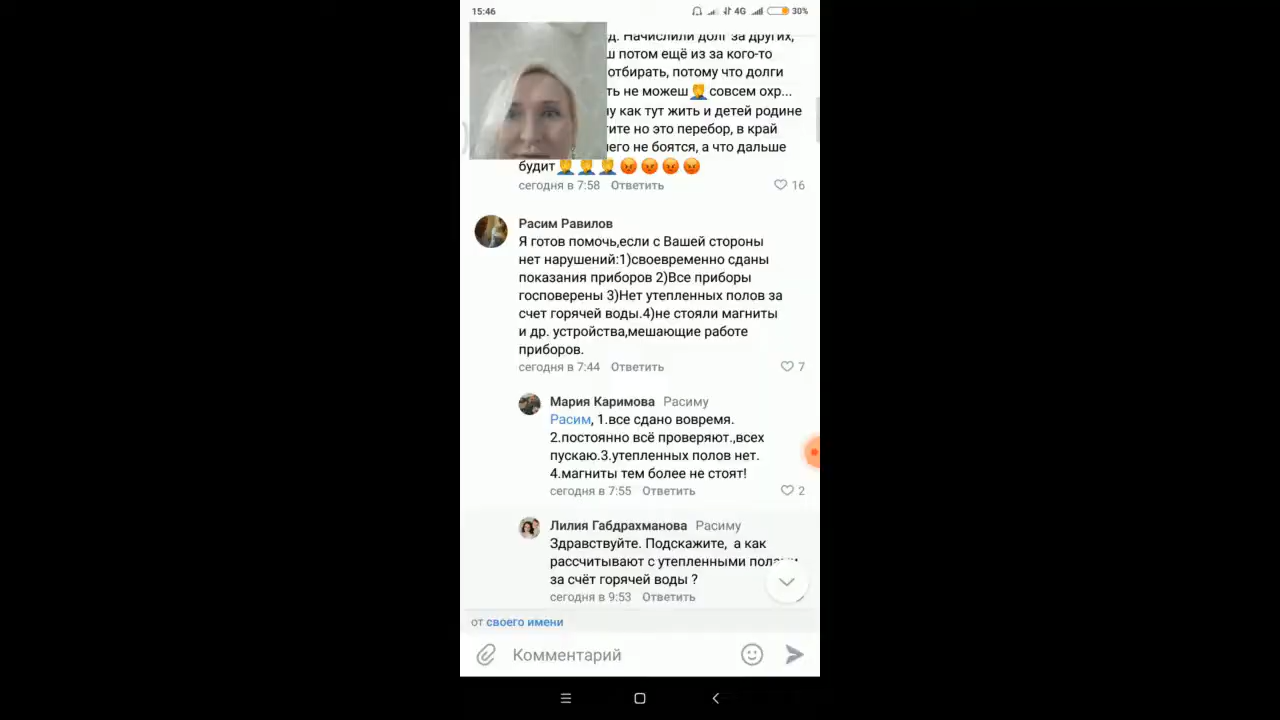 15:46
4G
30%
д. Начислили долг за других,
ш потом ещё из за кого-то
отбирать, потому что долги
ть не можеш🤦совсем охр...
у как тут жить и детей родине
ите но это перебор, в край
его не боятся, а что дальше
будит🤦🤦🤦😡😡😡😡
сегодня в 7:58 Ответить
16
Расим Равилов
Я готов помочь,если с Вашей стороны
нет нарушений:1)своевременно сданы
показания приборов 2)Все приборы
госповерены 3)Нет утепленных полов за
счет горячей воды.4)не стояли магниты
и др. устройства,мешающие работе
приборов.
сегодня в 7:44 Ответить
7
Мария Каримова Расиму
Расим, 1.все сдано вовремя.
2.постоянно всё проверяют.,всех
пускаю.3.утепленных полов нет.
4.магниты тем более не стоят!
сегодня в 7:55 Ответить
2
Лилия Габдрахманова Расиму
Здравствуйте. Подскажите, а как
рассчитывают с утепленными полами
за счёт горячей воды ?
сегодня в 9:53 Ответить
от своего имени
Комментарий